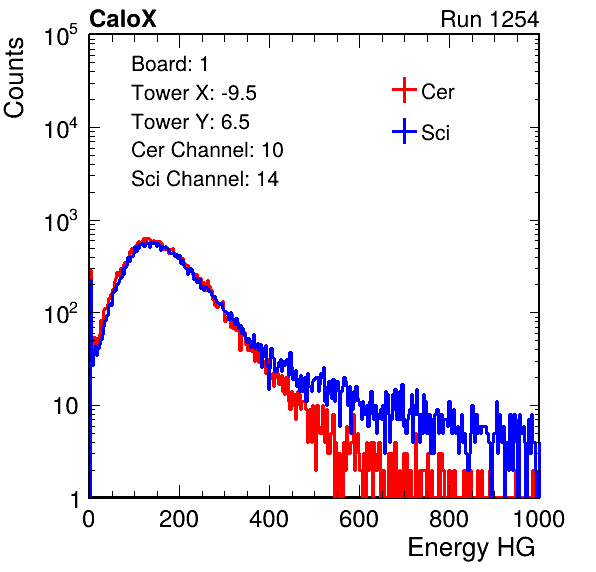 CaloX Run 1254
Counts
Board: 1
Tower X: -9.5
Tower Y: 6.5
Cer Channel: 10
Sci Channel: 14
Cer
Sci
10^5
10^4
10^3
10^2
10
1
0 200 400 600 800 1000
Energy HG